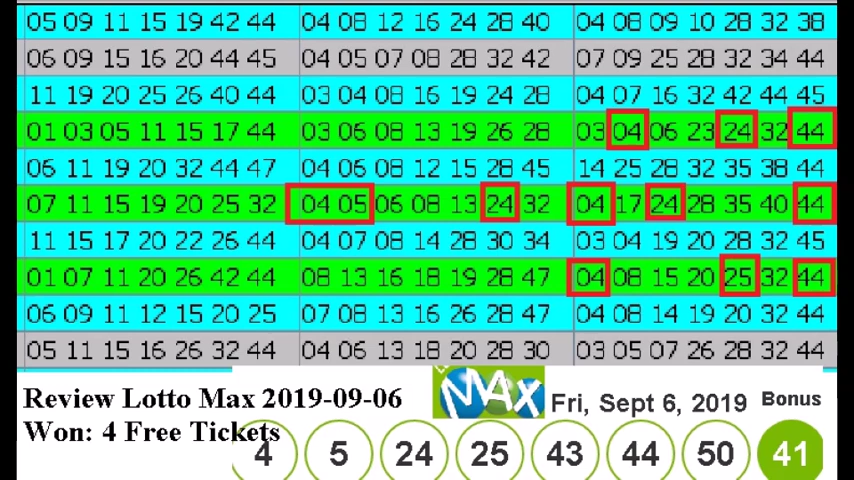 05 09 11 15 19 42 44 04 08 12 16 24 28 40 04 08 09 10 28 32 38
06 09 15 16 20 44 45 04 05 07 08 28 32 42 07 09 25 28 32 34 44
11 19 20 25 26 40 44 03 04 08 16 19 24 28 04 07 16 32 42 44 45
01 03 05 11 15 17 44 03 06 08 13 19 26 28 03 04 06 23 24 32 44
06 11 19 20 32 44 47 04 06 08 12 15 28 45 14 25 28 32 35 38 44
07 11 15 19 20 25 32 04 05 06 08 13 24 32 04 17 24 28 35 40 44
11 15 17 20 22 26 44 04 07 08 14 28 30 34 03 04 19 20 28 32 45
01 07 11 20 26 42 44 08 13 16 18 19 28 47 04 08 15 20 25 32 44
06 09 11 12 15 20 25 07 08 13 16 26 28 47 04 08 14 19 20 32 44
05 11 15 16 26 32 44 04 06 13 18 20 28 30 03 05 07 26 28 32 44
Review Lotto Max 2019-09-06
Won: 4 Free Tickets
MAX
Fri, Sept 6, 2019 Bonus
4 5 24 25 43 44 50 41